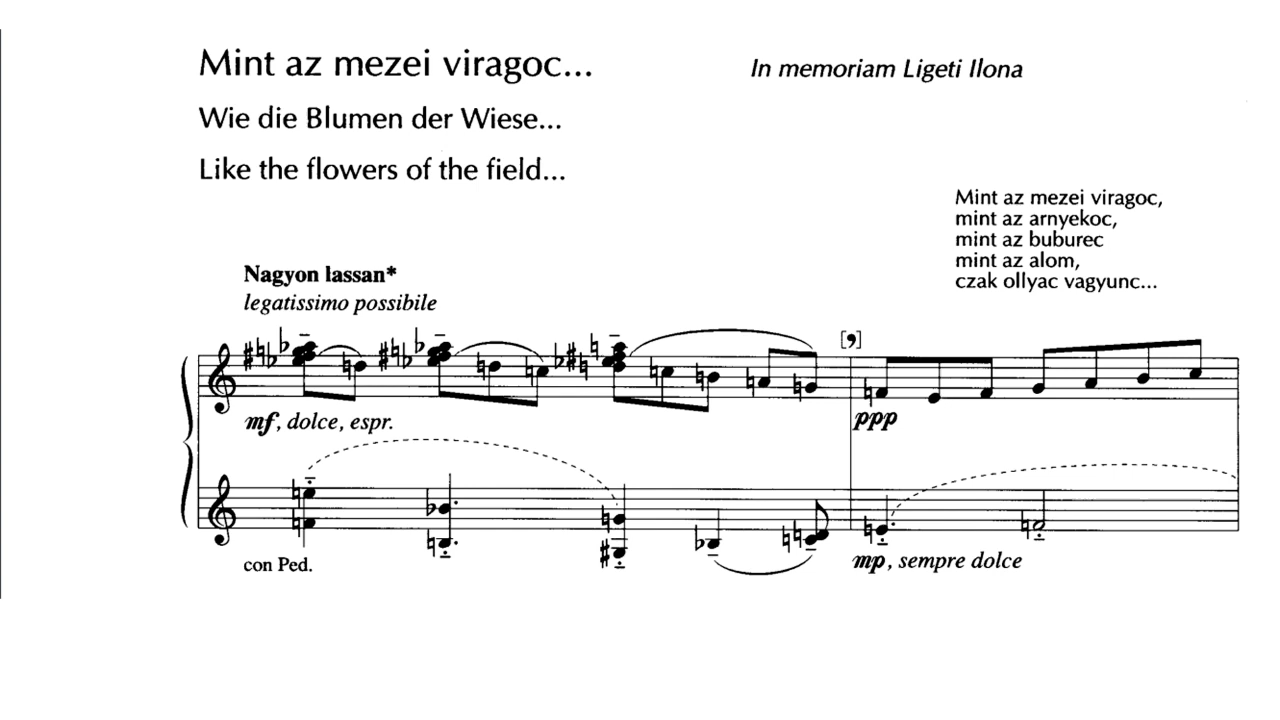 Mint az mezei viragoc...
In memoriam Ligeti Ilona
Wie die Blumen der Wiese...
Like the flowers of the field...
Mint az mezei viragoc,
mint az arnyekoc,
mint az buburec
mint az alom,
czak ollyac vagyunc...
Nagyon lassan*
legatissimo possibile
[,]
mf, dolce, espr.
ppp
con Ped.
mp, sempre dolce